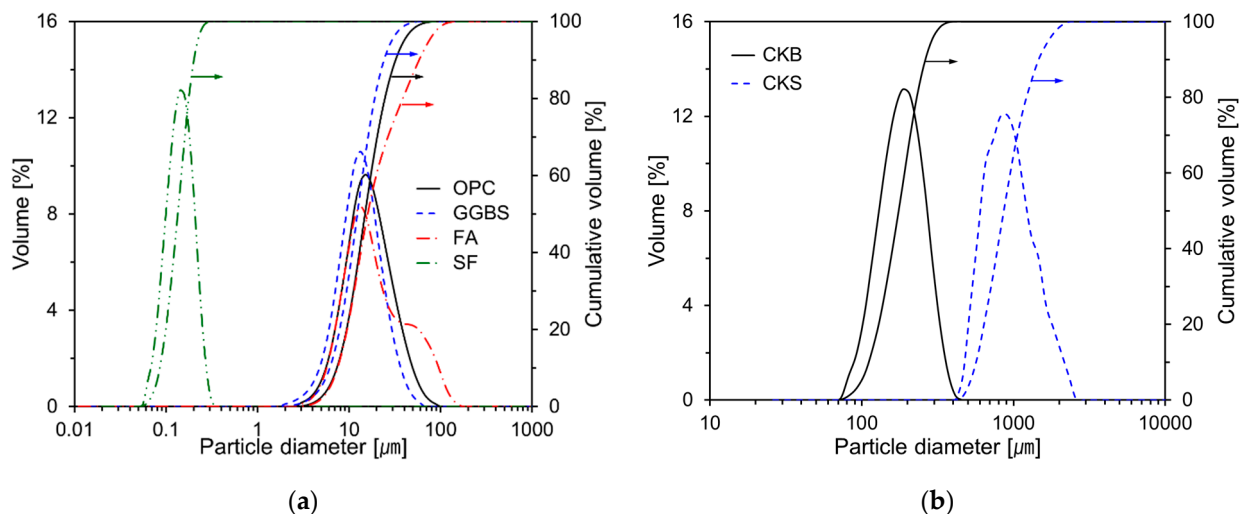 16
12
8
4
0
Volume [%]
100
80
60
40
20
0
Cumulative volume [%]
OPC
GGBS
FA
SF
0.01
0.1
1
10
100
1000
Particle diameter [㎛]
(a)
16
12
8
4
0
Volume [%]
100
80
60
40
20
0
Cumulative volume [%]
CKB
CKS
10
100
1000
10000
Particle diameter [㎛]
(b)